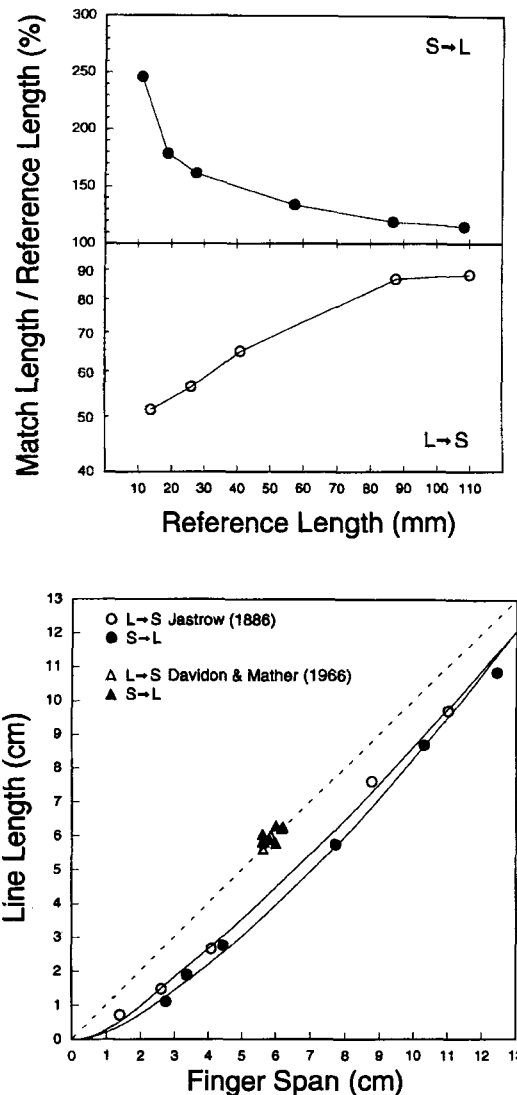 Match Length / Reference Length (%)
300
250
200
150
100
90
80
70
60
50
40
S→L
L→S
10 20 30 40 50 60 70 80 90 100 110
Reference Length (mm)
Line Length (cm)
13
12
11
10
9
8
7
6
5
4
3
2
1
0
○ L→S Jastrow (1886)
● S→L
△ L→S Davidon & Mather (1966)
▲ S→L
0 1 2 3 4 5 6 7 8 9 10 11 12 13
Finger Span (cm)